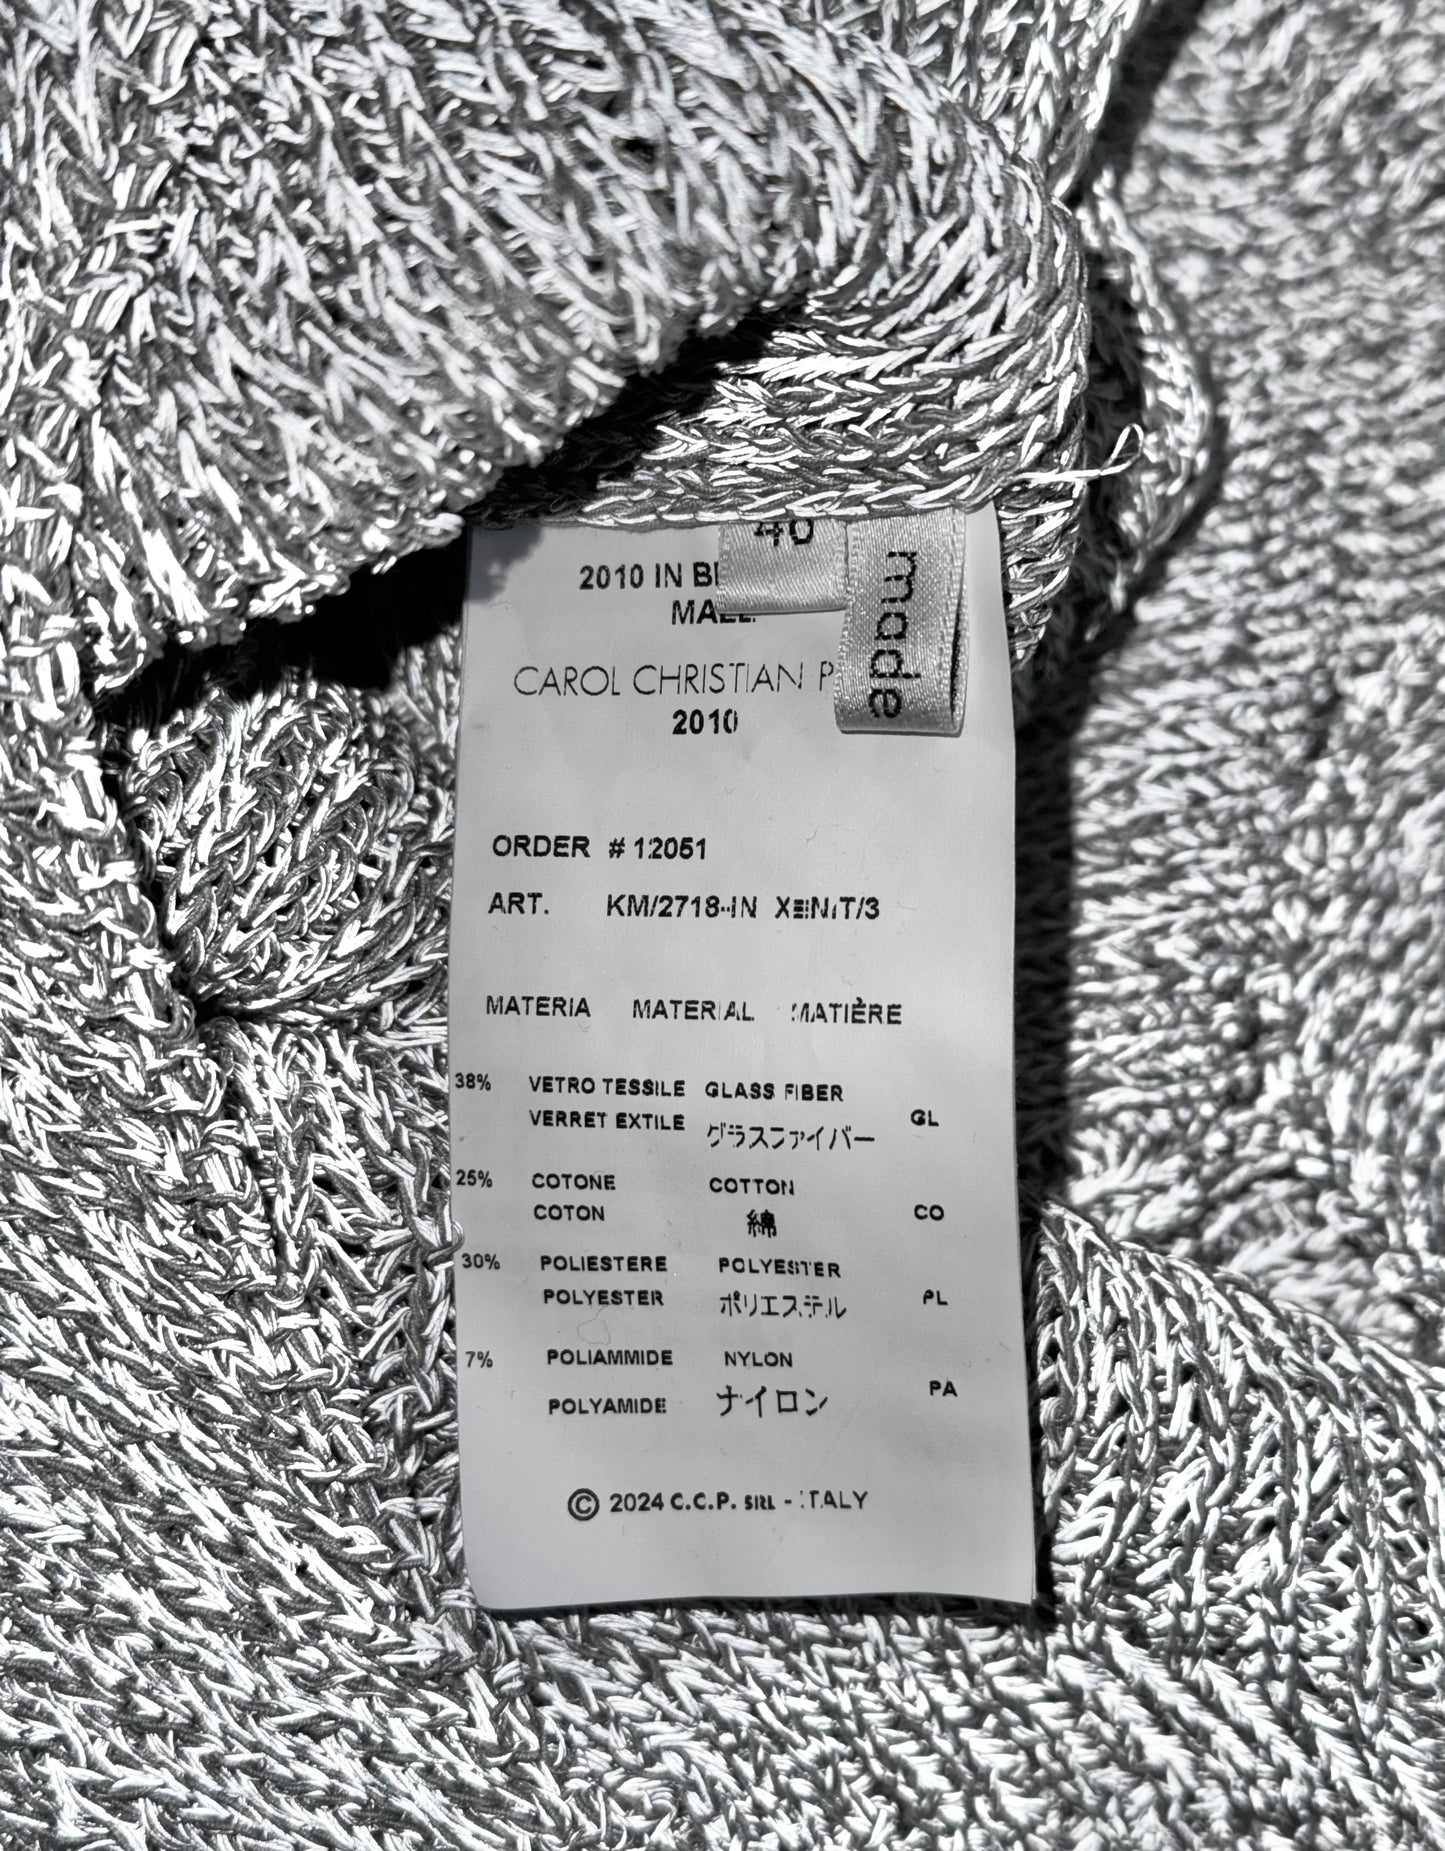 40
made
2010 IN
CAROL CHRISTIAN
2010
ORDER # 12051
ART. KM/2718-IN XENIT/3
MATERIA MATERIAL MATIÈRE
38% VETRO TESSILE GLASS FIBER
VERRET EXTILE グラスファイバー GL
25% COTONE COTTON
COTON 綿 CO
30% POLIESTERE POLYESTER
POLYESTER ポリエステル PL
7% POLIAMMIDE NYLON
POLYAMIDE ナイロン PA
© 2024 C.C.P. SRL - ITALY